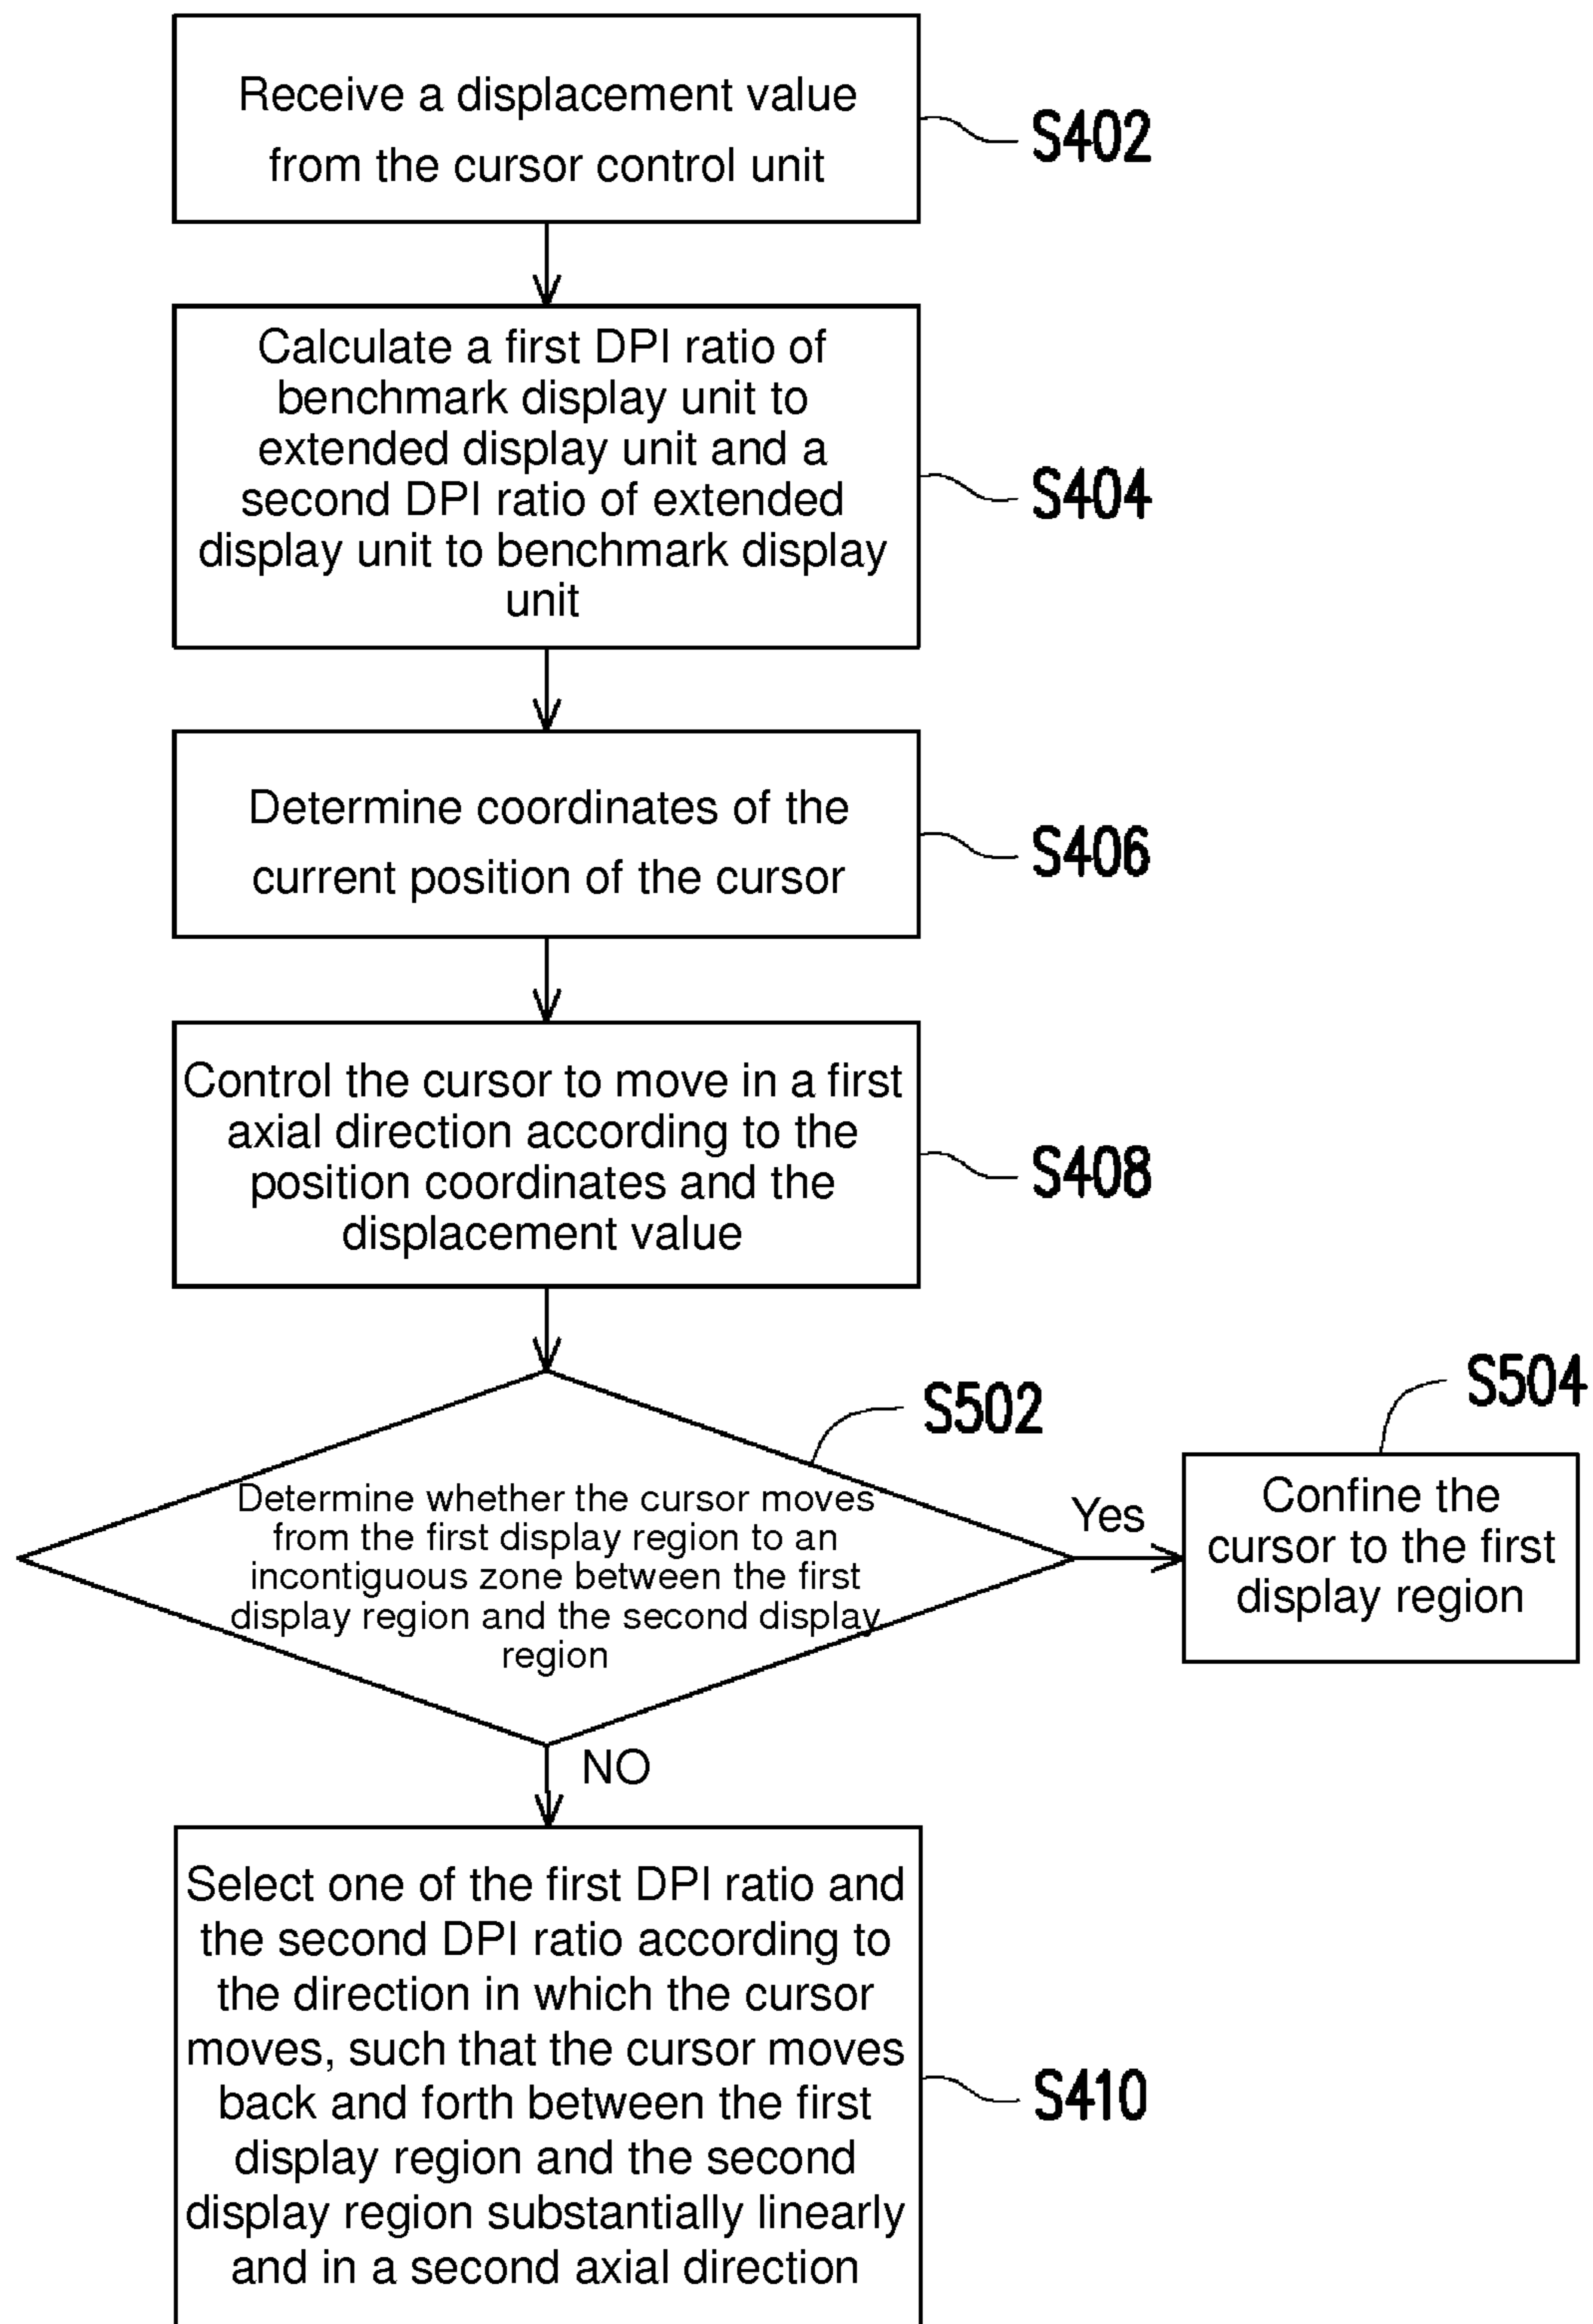 Receive a displacement value
from the cursor control unit
S402
Calculate a first DPI ratio of
benchmark display unit to
extended display unit and a
second DPI ratio of extended
display unit to benchmark display
unit
S404
Determine coordinates of the
current position of the cursor
S406
Control the cursor to move in a first
axial direction according to the
position coordinates and the
displacement value
S408
Determine whether the cursor moves
from the first display region to an
incontiguous zone between the first
display region and the second display
region
S502
Yes
S504
Confine the
cursor to the first
display region
NO
Select one of the first DPI ratio and
the second DPI ratio according to
the direction in which the cursor
moves, such that the cursor moves
back and forth between the first
display region and the second
display region substantially linearly
and in a second axial direction
S410